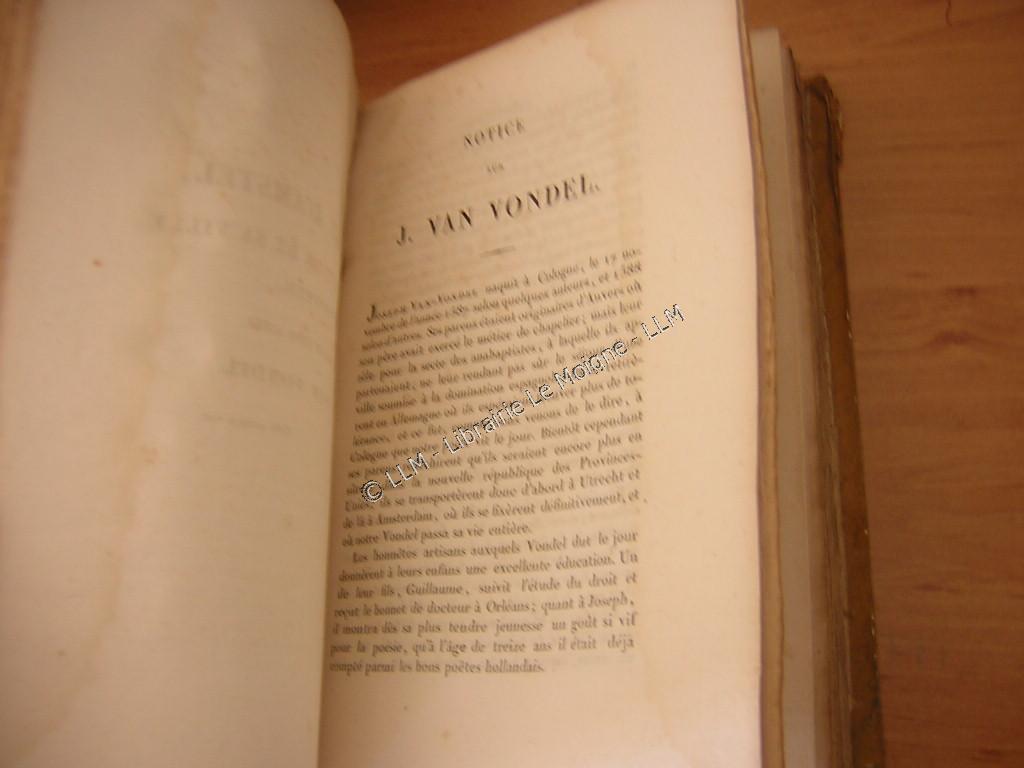 NOTICE
SUR
J. VAN VONDEL.
JOSEPH VAN-VONDEL naquit à Cologne, le 17 no-
vembre de l'année 1587 selon quelques auteurs, et 1588
selon d'autres. Ses parens étaient originaires d'Anvers où
son père avait exercé le métier de chapelier; mais leur
zèle pour la secte des anabaptistes, à laquelle ils ap-
partenaient, ne leur rendant pas sûr le
ville soumise à la domination
rent en Allemagne où ils plus de to-
lérance, et ce fut, venons de le dire, à
Cologne que le jour. Bientôt cependant
ses qu'ils seraient encore plus en
la nouvelle république des Provinces-
Unies; ils se transportèrent donc d'abord à Utrecht et
de là à Amsterdam, où ils se fixèrent définitivement, et
où notre Vondel passa sa vie entière.
Les honnêtes artisans auxquels Vondel dut le jour
donnèrent à leurs enfans une excellente éducation. Un
de leur fils, Guillaume, suivit l'étude du droit et
reçut le bonnet de docteur à Orléans; quant à Joseph,
il montra dès sa plus tendre jeunesse un goût si vif
pour la poésie, qu'à l'âge de treize ans il était déjà
compté parmi les bons poètes hollandais.
© LLM - Librairie Le Moigne - LLM